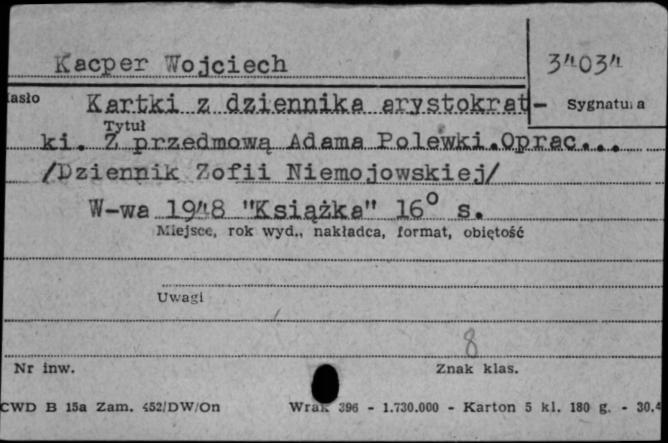 Kacper Wojciech
34034
Hasło Kartki z dziennika arystokrat-
Sygnatura
Tytuł
ki. Z przedmową Adama Polewki.Oprac...
/Dziennik Zofii Niemojowskiej/
W-wa 1948 "Książka" 16° s.
Miejsce, rok wyd., nakładca, format, objętość
Uwagi
8
Nr inw.
Znak klas.
CWD B 15a Zam. 452/DW/On Wrak 396 - 1.730.000 - Karton 5 kl. 180 g. - 30.4